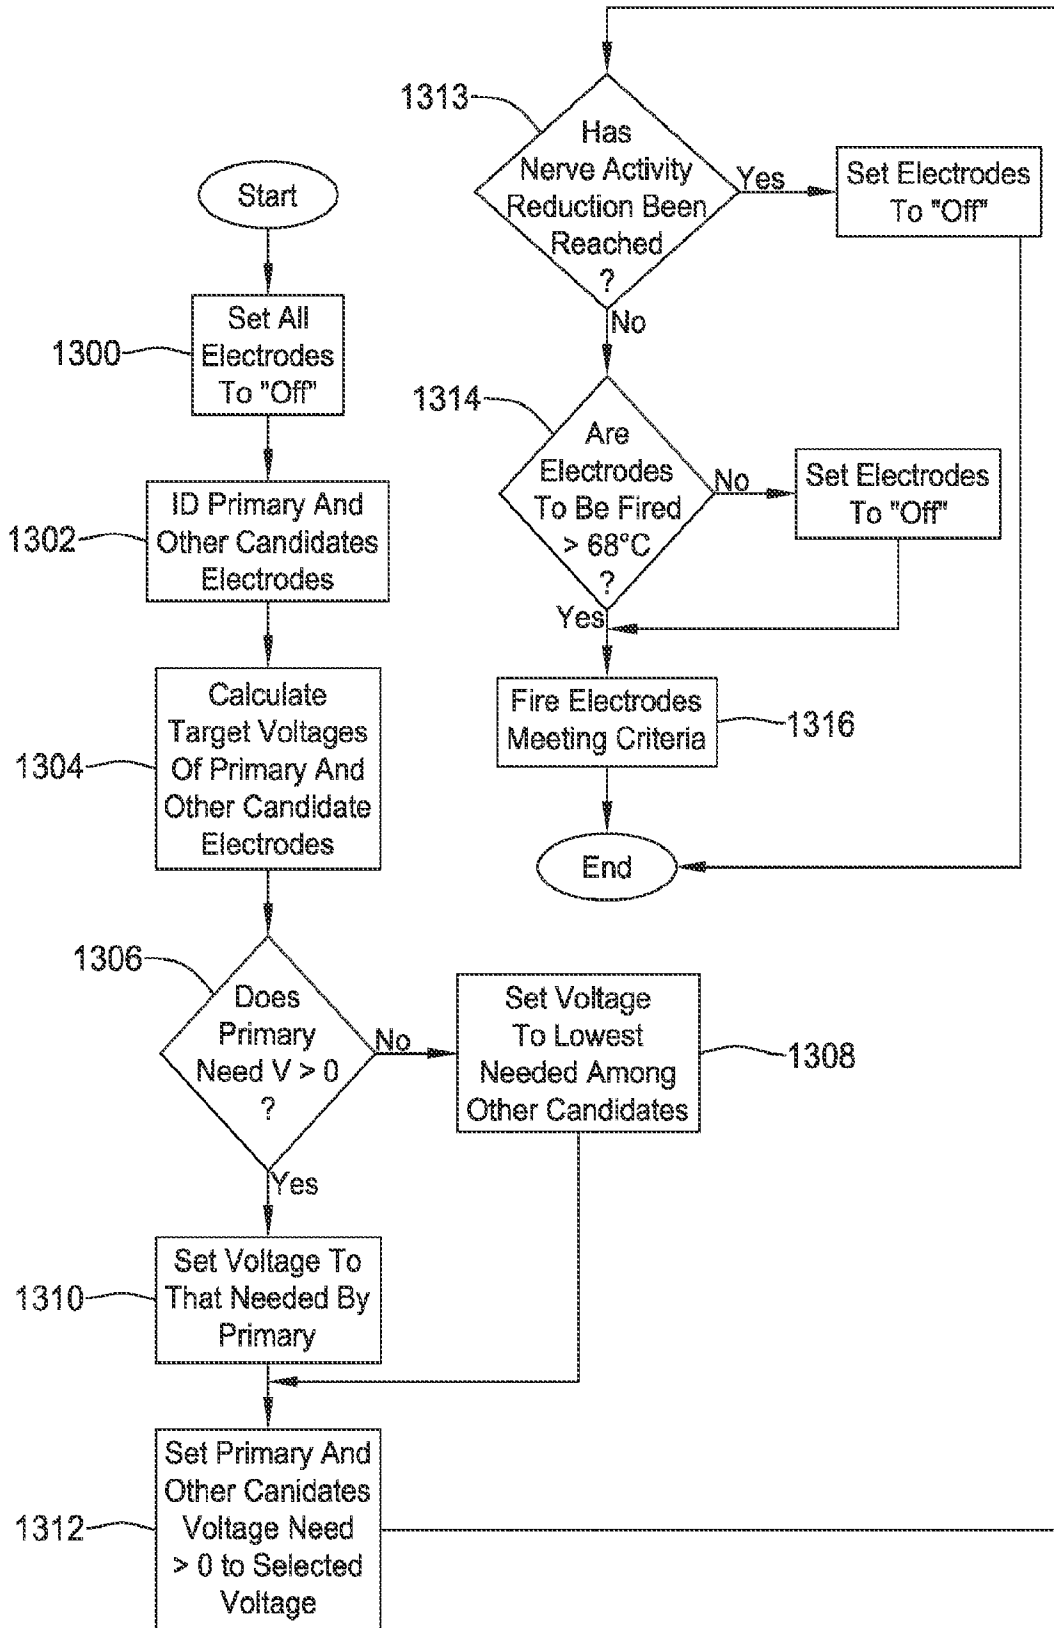 Start
1300
Set All
Electrodes
To "Off"
1302
ID Primary And
Other Candidates
Electrodes
1304
Calculate
Target Voltages
Of Primary And
Other Candidate
Electrodes
1306
Does
Primary
Need V > 0
?
No
Yes
Set Voltage
To Lowest
Needed Among
Other Candidates
1308
1310
Set Voltage To
That Needed By
Primary
1312
Set Primary And
Other Canidates
Voltage Need
> 0 to Selected
Voltage
1313
Has
Nerve Activity
Reduction Been
Reached
?
Yes
Set Electrodes
To "Off"
No
1314
Are
Electrodes
To Be Fired
> 68°C
?
No
Set Electrodes
To "Off"
Yes
Fire Electrodes
Meeting Criteria
1316
End